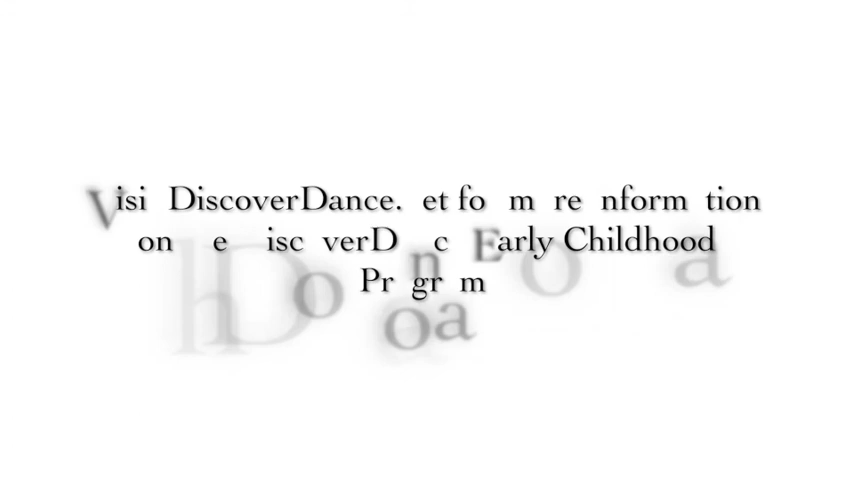 Visi DiscoverDance. et fo m re nform tion
on e isc verD n c Early Childhood
Pr gr m